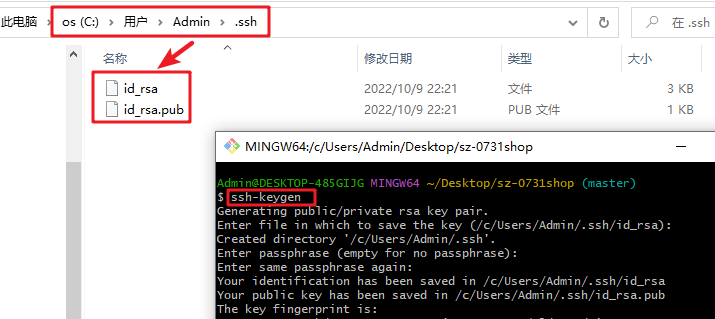 此电脑 > os (C:) > 用户 > Admin > .ssh
在 .ssh
名称 修改日期 类型 大小
id_rsa 2022/10/9 22:21 文件 3 KB
id_rsa.pub 2022/10/9 22:21 PUB 文件 1 KB
MINGW64:/c/Users/Admin/Desktop/sz-0731shop
Admin@DESKTOP-485GIJG MINGW64 ~/Desktop/sz-0731shop (master)
$ ssh-keygen
Generating public/private rsa key pair.
Enter file in which to save the key (/c/Users/Admin/.ssh/id_rsa):
Created directory '/c/Users/Admin/.ssh'.
Enter passphrase (empty for no passphrase):
Enter same passphrase again:
Your identification has been saved in /c/Users/Admin/.ssh/id_rsa
Your public key has been saved in /c/Users/Admin/.ssh/id_rsa.pub
The key fingerprint is: